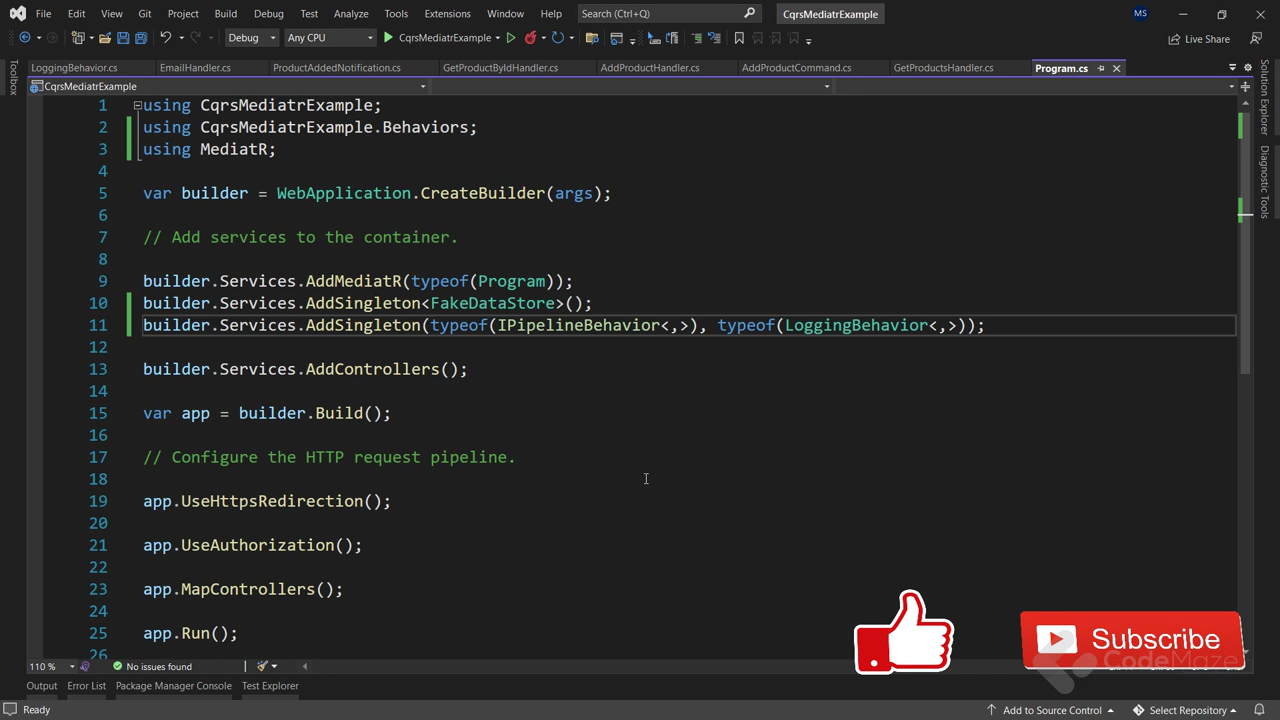 File Edit View Git Project Build Debug Test Analyze Tools Extensions Window Help Search (Ctrl+Q) CqrsMediatrExample MS
Debug Any CPU CqrsMediatrExample Live Share
LoggingBehavior.cs EmailHandler.cs ProductAddedNotification.cs GetProductByIdHandler.cs AddProductHandler.cs AddProductCommand.cs GetProductsHandler.cs Program.cs
CqrsMediatrExample
Toolbox
Solution Explorer
Diagnostic Tools
1 using CqrsMediatrExample;
2 using CqrsMediatrExample.Behaviors;
3 using MediatR;
4
5 var builder = WebApplication.CreateBuilder(args);
6
7 // Add services to the container.
8
9 builder.Services.AddMediatR(typeof(Program));
10 builder.Services.AddSingleton<FakeDataStore>();
11 builder.Services.AddSingleton(typeof(IPipelineBehavior<,>), typeof(LoggingBehavior<,>));
12
13 builder.Services.AddControllers();
14
15 var app = builder.Build();
16
17 // Configure the HTTP request pipeline.
18
19 app.UseHttpsRedirection();
20
21 app.UseAuthorization();
22
23 app.MapControllers();
24
25 app.Run();
26
Subscribe
CodeMaze
110 % No issues found
Output Error List Package Manager Console Test Explorer
Ready Add to Source Control Select Repository